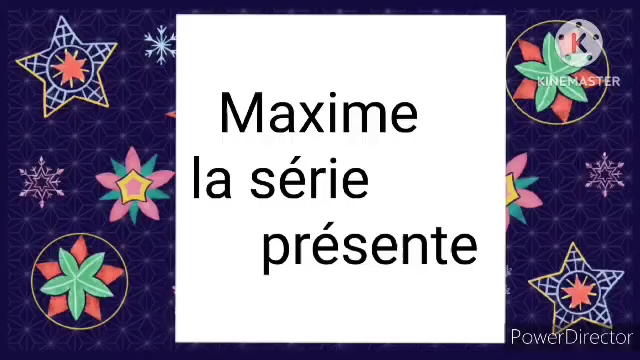 KINEMASTER
Maxime
la série
présente
PowerDirector